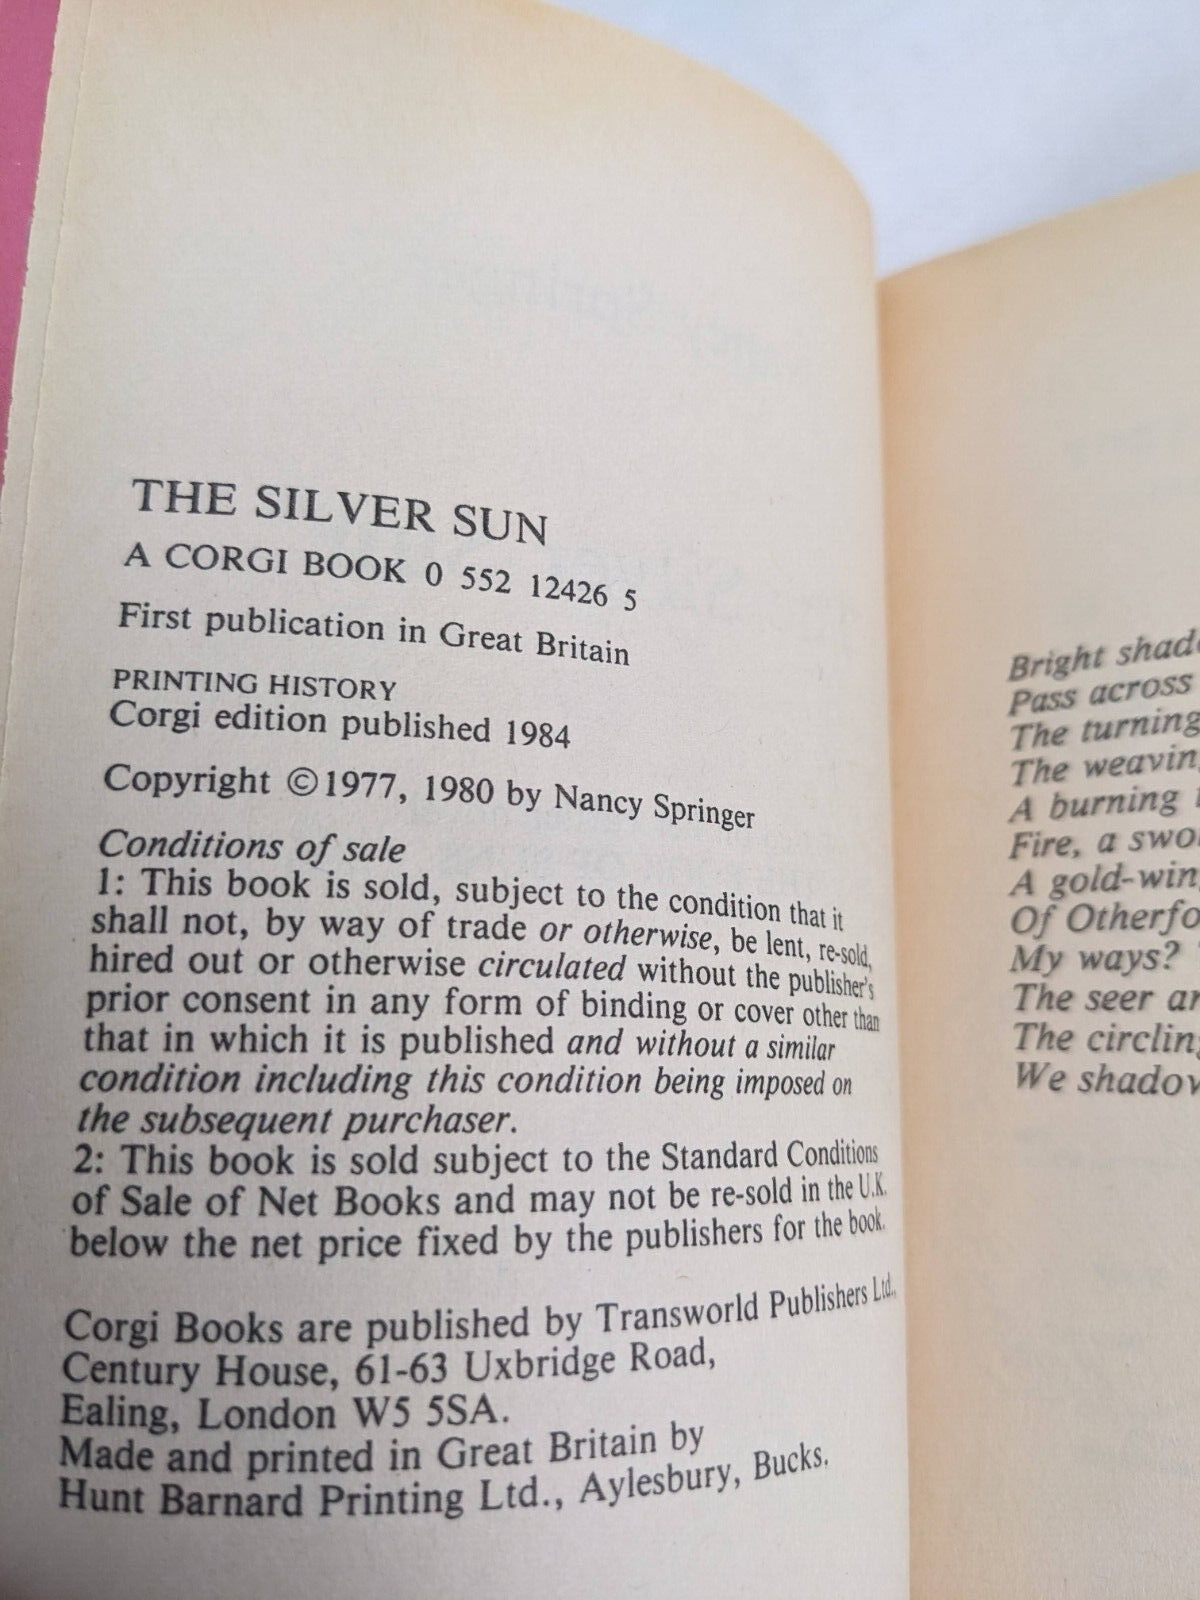 THE SILVER SUN
A CORGI BOOK 0 552 12426 5
First publication in Great Britain
PRINTING HISTORY
Corgi edition published 1984
Copyright ©1977, 1980 by Nancy Springer
Conditions of sale
1: This book is sold, subject to the condition that it
shall not, by way of trade or otherwise, be lent, re-sold,
hired out or otherwise circulated without the publisher's
prior consent in any form of binding or cover other than
that in which it is published and without a similar
condition including this condition being imposed on
the subsequent purchaser.
2: This book is sold subject to the Standard Conditions
of Sale of Net Books and may not be re-sold in the U.K.
below the net price fixed by the publishers for the book.
Corgi Books are published by Transworld Publishers Ltd.,
Century House, 61-63 Uxbridge Road,
Ealing, London W5 5SA.
Made and printed in Great Britain by
Hunt Barnard Printing Ltd., Aylesbury, Bucks.
Bright
Pass across
The turning
The
A burning
Fire, a
A
Of
My ways?
The seer
The
We